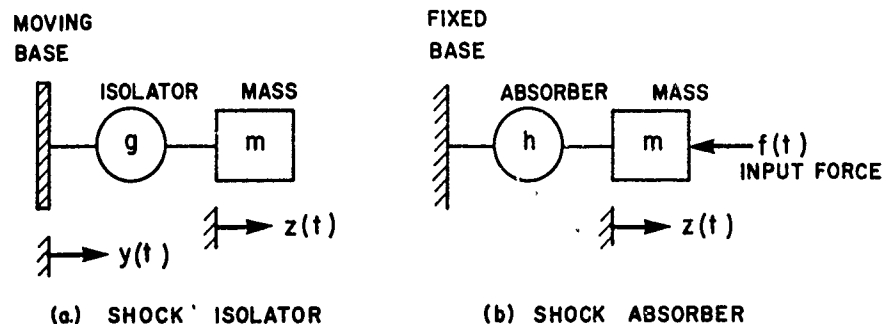 MOVING
BASE
ISOLATOR
MASS
g
m
z(t)
y(t)
(a.) SHOCK ISOLATOR
FIXED
BASE
ABSORBER
MASS
h
m
f(t)
INPUT FORCE
z(t)
(b) SHOCK ABSORBER